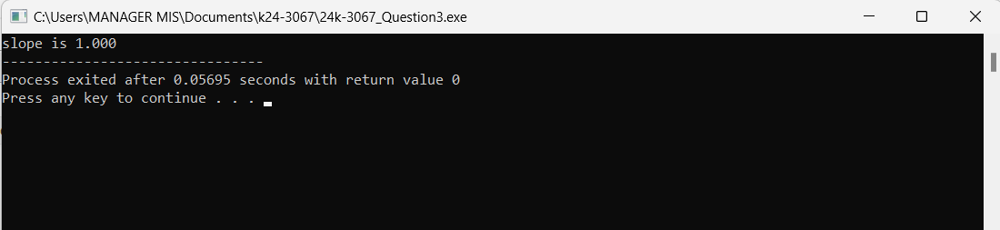 C:\Users\MANAGER MIS\Documents\k24-3067\24k-3067_Question3.exe
slope is 1.000
--------------------------------
Process exited after 0.05695 seconds with return value 0
Press any key to continue . . .